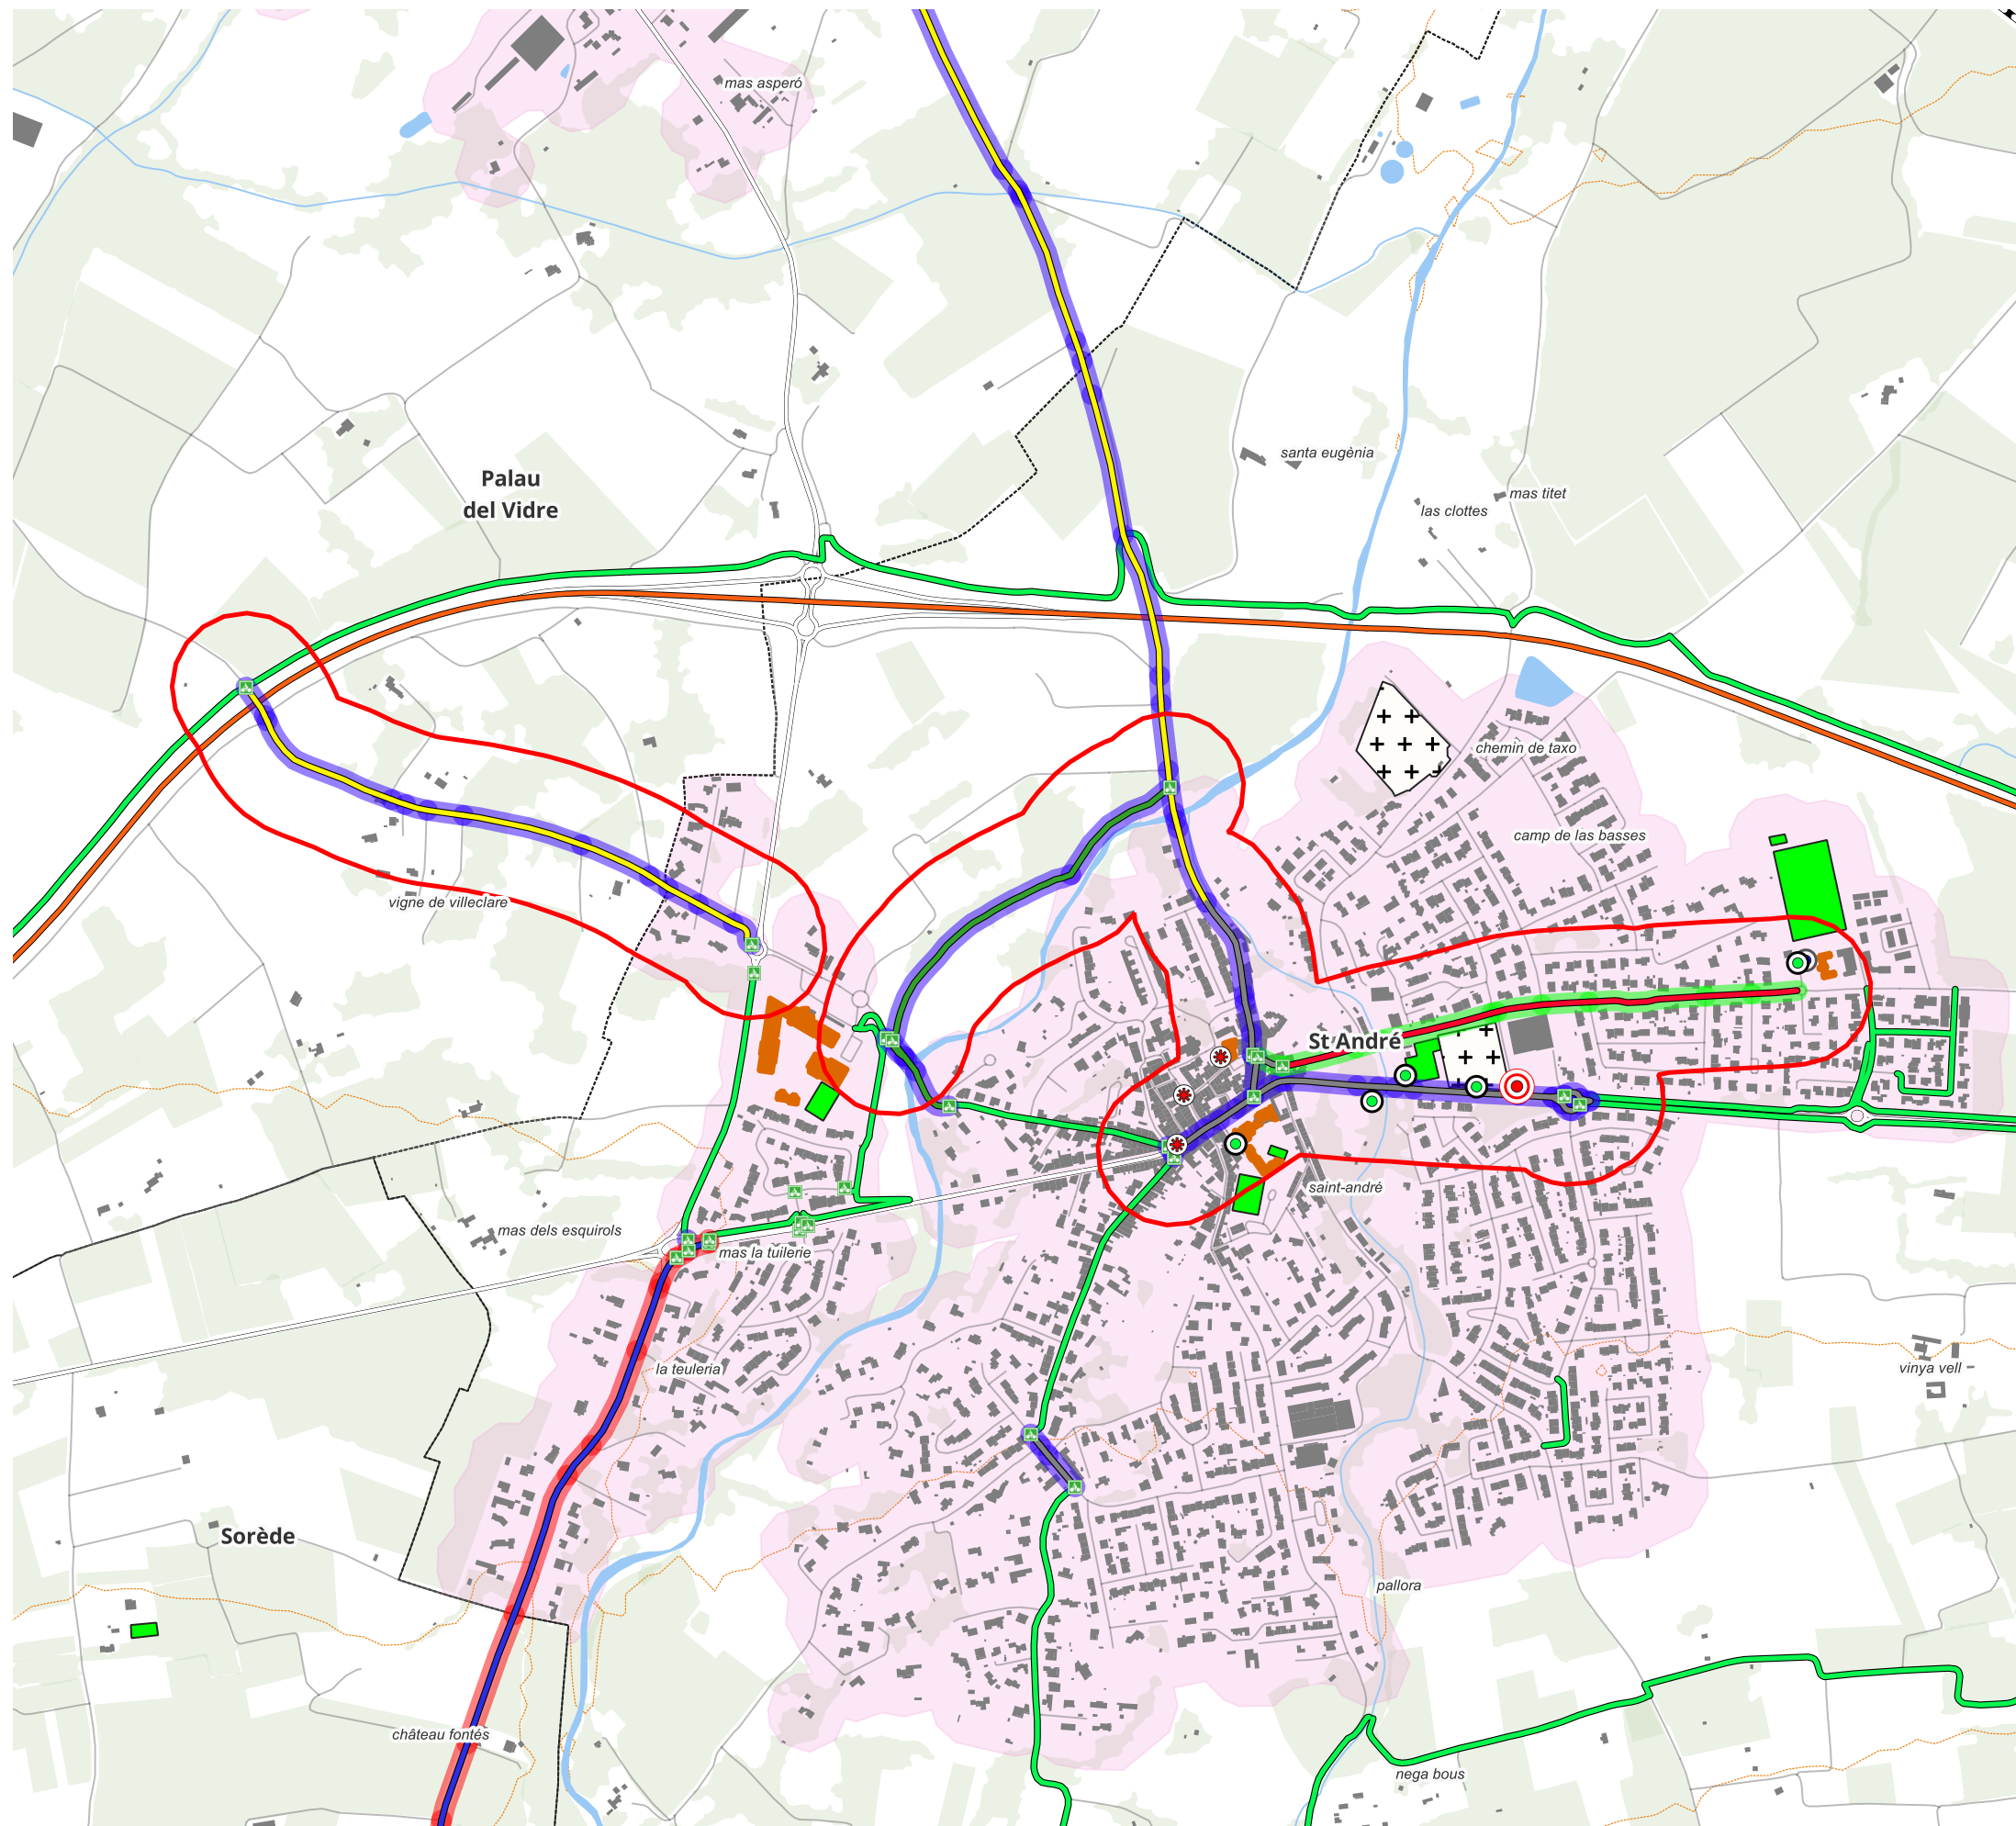 mas asperó
santa eugènia
Palau
del Vidre
mas titet
las clottes
chemin de taxo
camp de las basses
vigne de villeclare
St André
saint-andré
mas dels esquirols
mas la tuilerie
la teuleria
vinya vell
Sorède
pallora
château fontés
nega bous